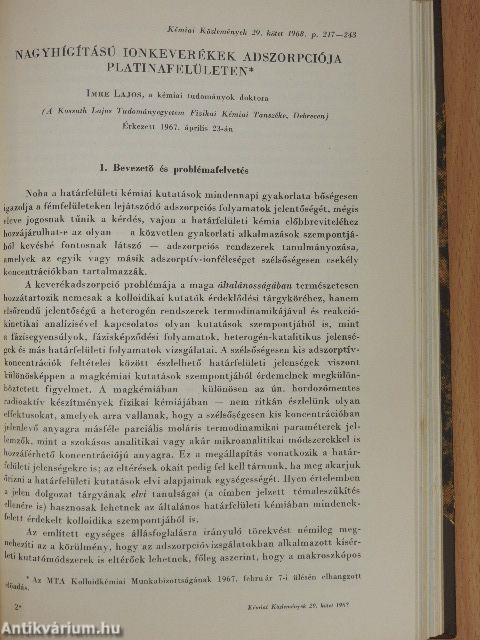 Kémiai Közlemények 29. kötet 1968. p. 217—243
NAGYHÍGÍTÁSÚ IONKEVERÉKEK ADSZORPCIÓJA
PLATINAFELÜLETEN*
IMRE LAJOS, a kémiai tudományok doktora
(A Kossuth Lajos Tudományegyetem Fizikai Kémiai Tanszéke, Debrecen)
Érkezett 1967. április 23-án
I. Bevezető és problémafelvetés
Noha a határfelületi kémiai kutatások mindennapi gyakorlata bőségesen
igazolja a fémfelületeken lejátszódó adszorpciós folyamatok jelentőségét, mégis
eleve jogosnak tűnik a kérdés, vajon a határfelületi kémia előbbreviteléhez
hozzájárulhat-e az olyan — a közvetlen gyakorlati alkalmazások szempontjá-
ból kevésbé fontosnak látszó — adszorpciós rendszerek tanulmányozása,
amelyek az egyik vagy másik adszorptív-ionféleséget szélsőségesen csekély
koncentrációkban tartalmazzák.
A keverékadszorpció problémája a maga általánosságában természetesen
hozzátartozik nemcsak a kolloidikai kutatók érdeklődési tárgyköréhez, hanem
elsőrendű jelentőségű a heterogén rendszerek termodinamikájával és reakció-
kinetikai analízisével kapcsolatos olyan kutatások szempontjából is, mint
a fázisegyensúlyok, fázisképződési folyamatok, heterogén-katalitikus jelensé-
gek és más határfelületi folyamatok vizsgálatai. A szélsőségesen kis adszorptív-
koncentrációk feltételei között észlelhető határfelületi jelenségek viszont
különösképpen a magkémiai kutatások szempontjából érdemelnek megkülön-
böztetett figyelmet. A magkémiában — különösen az ún. hordozómentes
radioaktív készítmények fizikai kémiájában — nem ritkán észlelünk olyan
effektusokat, amelyek arra vallanak, hogy a szélsőségesen kis koncentrációban
jelenlevő anyagra másféle parciális moláris termodinamikai paraméterek jel-
lemzők, mint a szokásos analitikai vagy akár mikroanalitikai módszerekkel is
hozzáférhető koncentrációjú anyagra. Ez a megállapítás vonatkozik a határ-
felületi jelenségekre is; az eltérések okait pedig fel kell tárnunk, ha meg akarjuk
őrizni a határfelületi kutatások elvi alapjainak egységességét. Ilyen értelemben
a jelen dolgozat tárgyának elvi tanulságai (a címben jelzett témaleszűkítés
ellenére is) hasznosak lehetnek az általános határfelületi kémiában mindenek-
felett érdekelt kolloidika szempontjából is.
Az említett egységes állásfoglalásra irányuló törekvést némileg meg-
nehezíti az a körülmény, hogy az adszorpcióvizsgálatokban alkalmazott kísér-
leti kutatómódszerek is eltérőek lehetnek, főleg aszerint, hogy a makroszkópos
* Az MTA Kolloidkémiai Munkabizottságának 1967. február 7-i ülésén elhangzott
előadás.
2* Kémiai Közlemények 29. kötet 1967
Antikvárium.hu